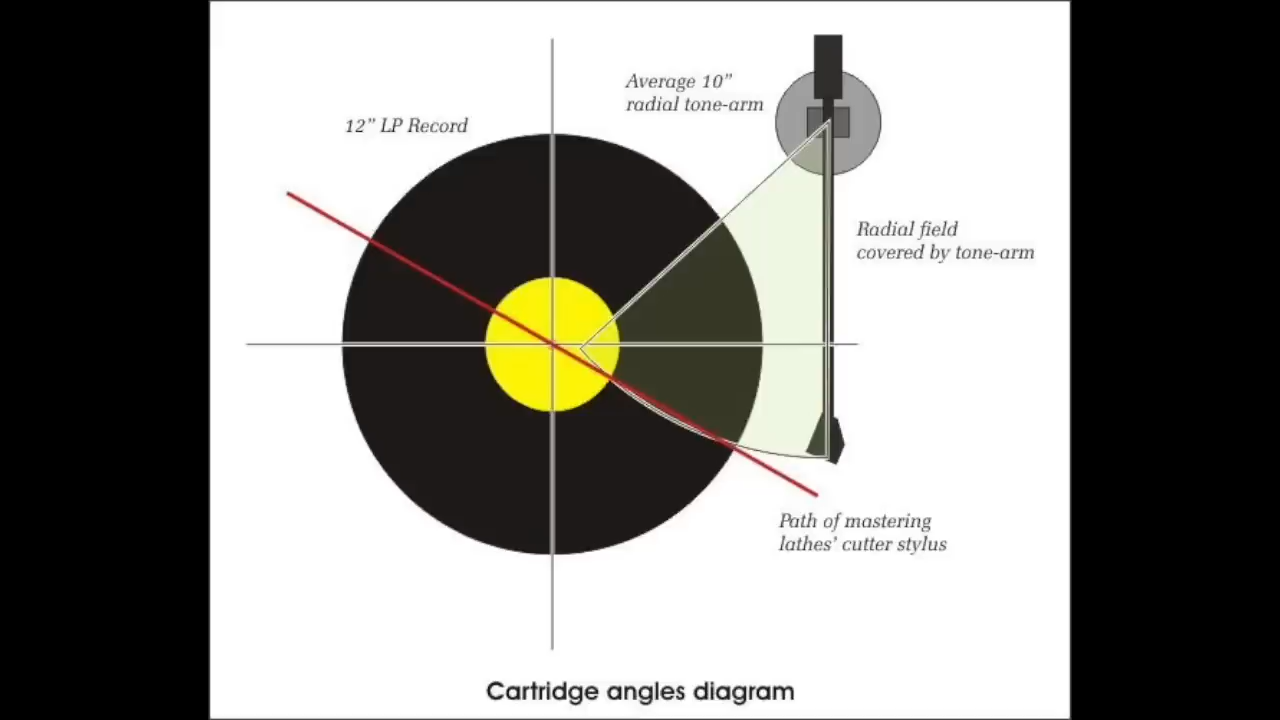 Average 10”
radial tone-arm
12” LP Record
Radial field
covered by tone-arm
Path of mastering
lathes’ cutter stylus
Cartridge angles diagram